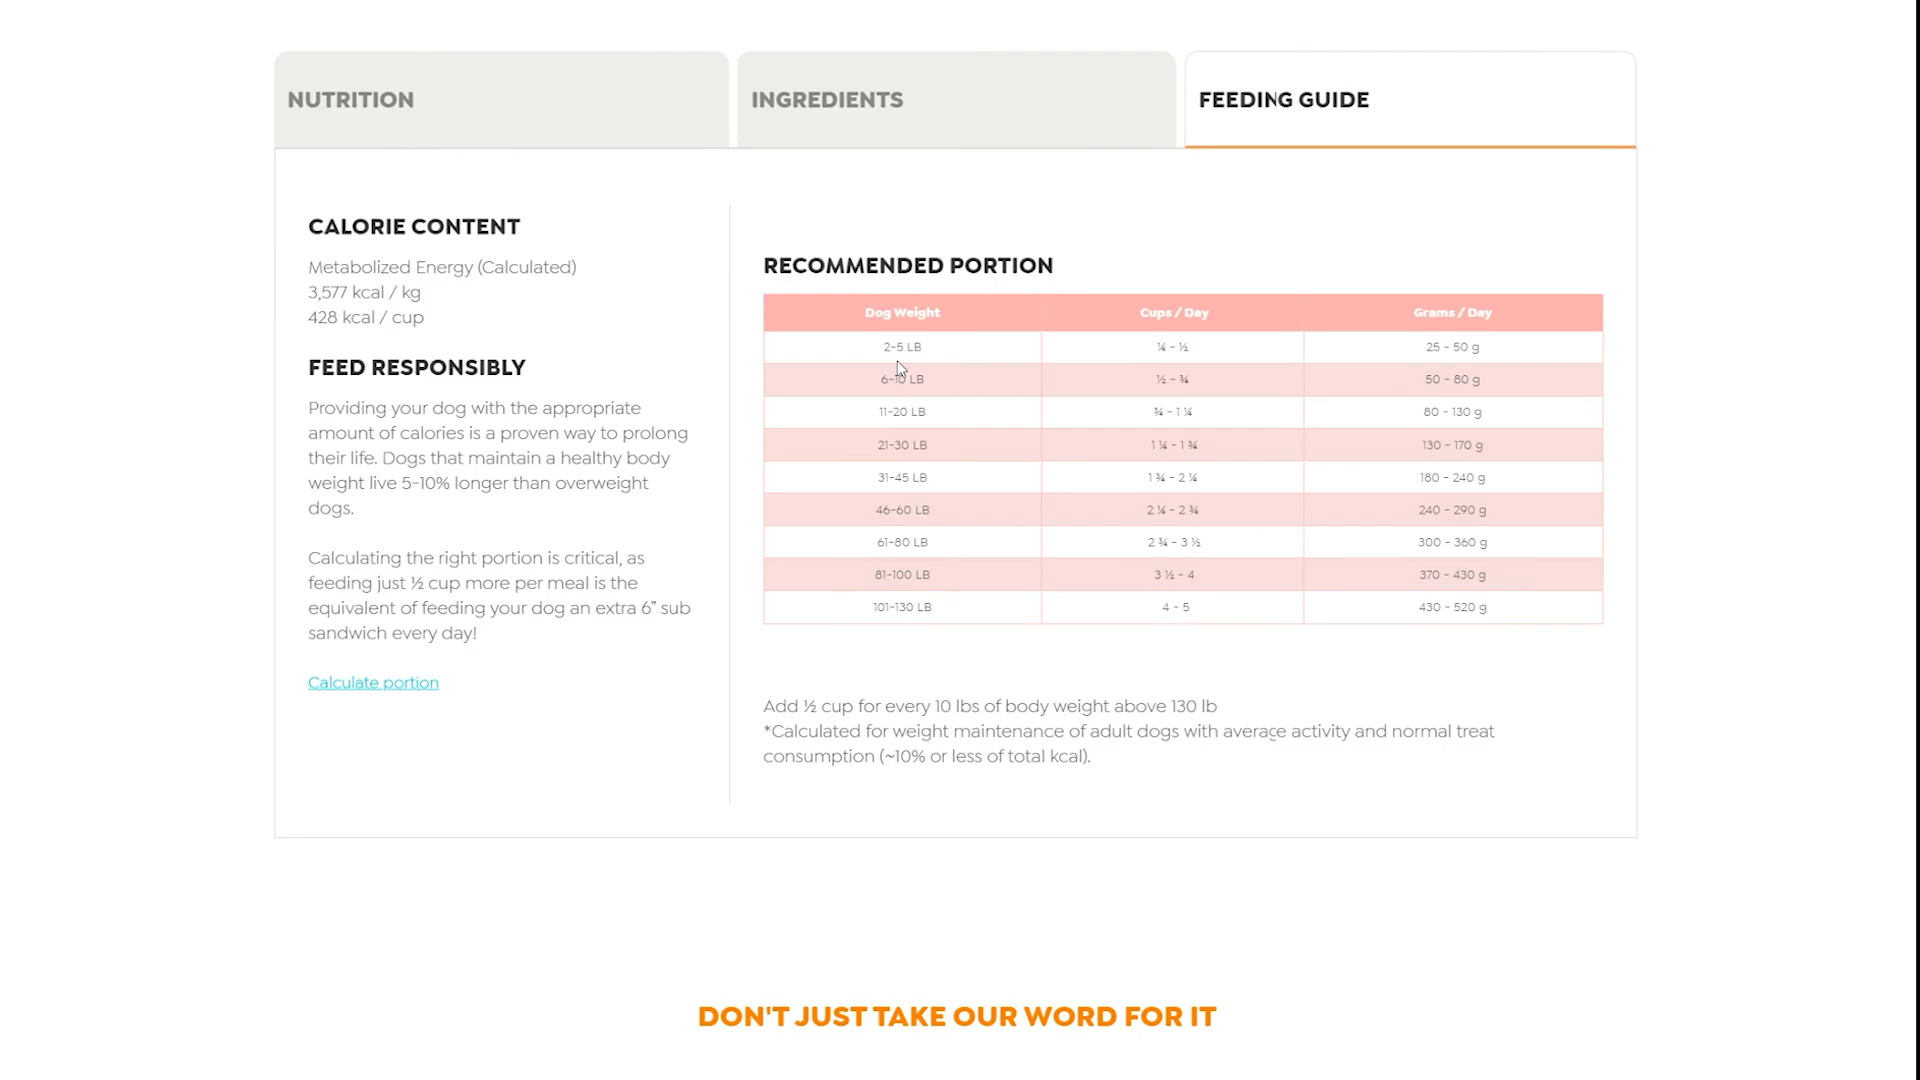 NUTRITION
INGREDIENTS
FEEDING GUIDE
CALORIE CONTENT
Metabolized Energy (Calculated)
3,577 kcal / kg
428 kcal / cup
FEED RESPONSIBLY
Providing your dog with the appropriate
amount of calories is a proven way to prolong
their life. Dogs that maintain a healthy body
weight live 5-10% longer than overweight
dogs.
Calculating the right portion is critical, as
feeding just ½ cup more per meal is the
equivalent of feeding your dog an extra 6” sub
sandwich every day!
Calculate portion
RECOMMENDED PORTION
Dog Weight Cups / Day Grams / Day
2-5 LB ¼ - ½ 25 - 50 g
6-10 LB ½ - ¾ 50 - 80 g
11-20 LB ¾ - 1 ¼ 80 - 130 g
21-30 LB 1 ¼ - 1 ¾ 130 - 170 g
31-45 LB 1 ¾ - 2 ¼ 180 - 240 g
46-60 LB 2 ¼ - 2 ¾ 240 - 290 g
61-80 LB 2 ¾ - 3 ½ 300 - 360 g
81-100 LB 3 ½ - 4 370 - 430 g
101-130 LB 4 - 5 430 - 520 g
Add ½ cup for every 10 lbs of body weight above 130 lb
*Calculated for weight maintenance of adult dogs with average activity and normal treat
consumption (~10% or less of total kcal).
DON'T JUST TAKE OUR WORD FOR IT